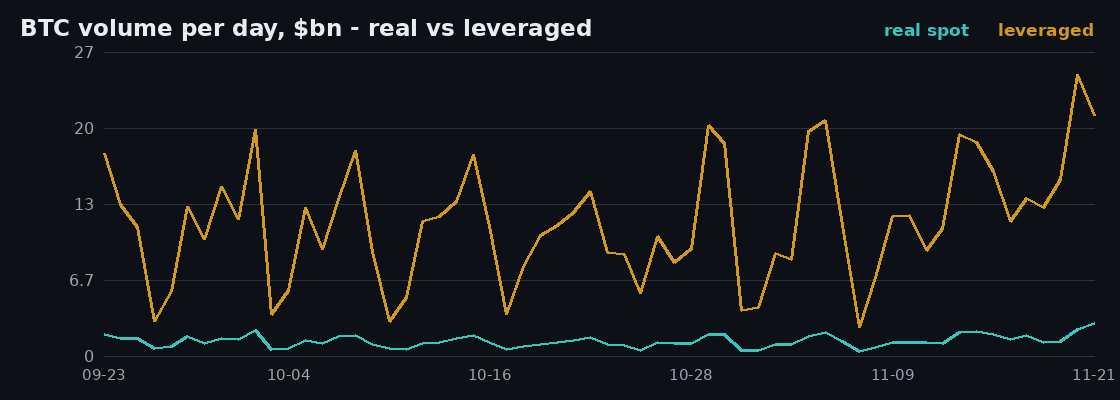 BTC volume per day, $bn - real vs leveraged
real spot leveraged
27
20
13
6.7
0
09-23 10-04 10-16 10-28 11-09 11-21